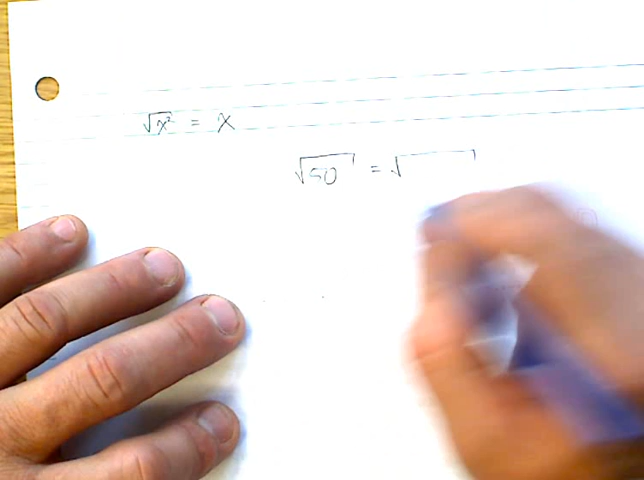 √x² = x
√50 = √